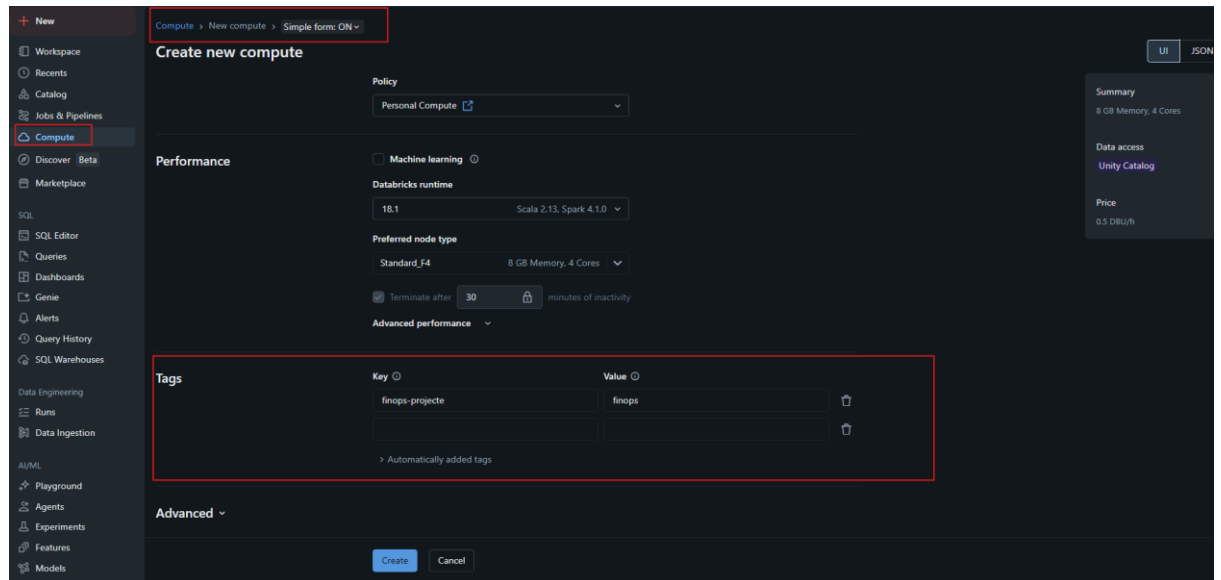 New
Workspace
Recents
Catalog
Jobs & Pipelines
Compute
Discover Beta
Marketplace
SQL
SQL Editor
Queries
Dashboards
Genie
Alerts
Query History
SQL Warehouses
Data Engineering
Runs
Data Ingestion
AI/ML
Playground
Agents
Experiments
Features
Models
Compute > New compute > Simple form: ON
Create new compute
UI JSON
Policy
Personal Compute
Performance
Machine learning
Databricks runtime
18.1 Scala 2.13, Spark 4.1.0
Preferred node type
Standard_F4 8 GB Memory, 4 Cores
Terminate after 30 minutes of inactivity
Advanced performance
Tags
Key Value
finops-projecte finops
> Automatically added tags
Advanced
Create Cancel
Summary
8 GB Memory, 4 Cores
Data access
Unity Catalog
Price
0.5 DBU/h